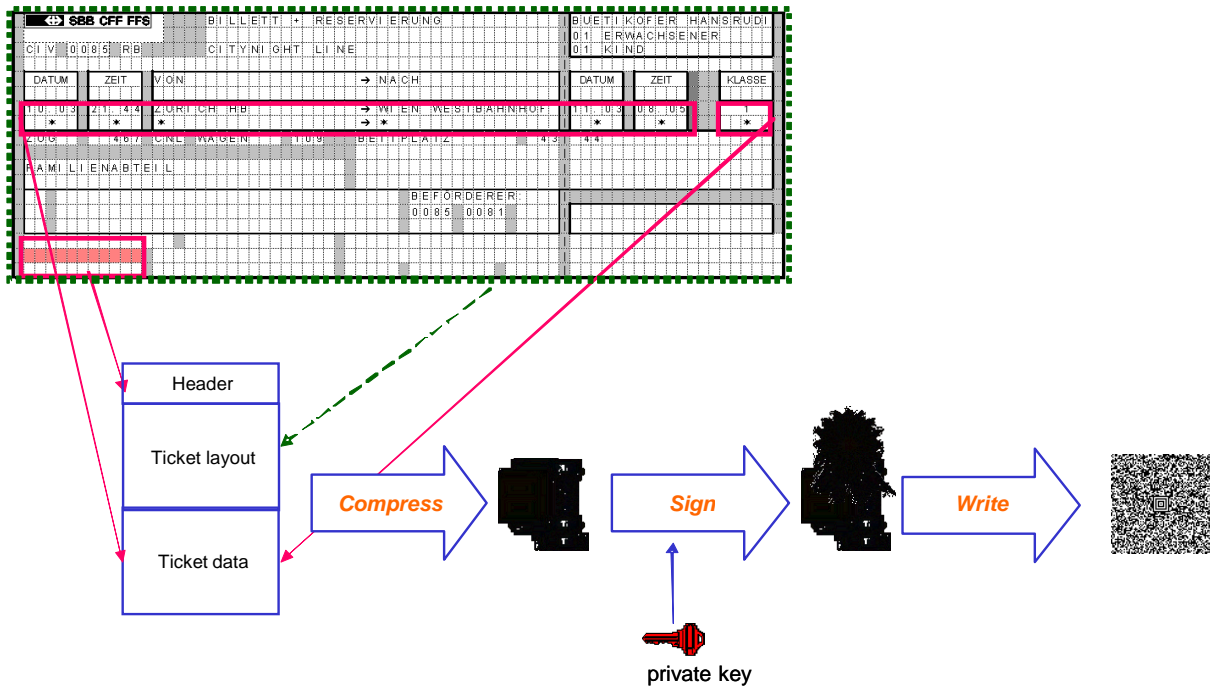 SBB CFF FFS BILLETT + RESERVIERUNG BUETIKOFER HANSRUDI
01 ERWACHSENER
CIV 0085 RB CITYNIGHT LINE 01 KIND
DATUM ZEIT VON → NACH DATUM ZEIT KLASSE
10.03 21.44 ZÜRICH HB → WIEN WESTBAHNHOF 11.03 08.05 1
* * * → * * * *
ZUG 467 CNL WAGEN 109 BETTPLATZ 43 44
FAMILIENABTEIL
BEFÖRDERER:
0085 0081
Header
Ticket layout
Ticket data
Compress
Sign
Write
private key